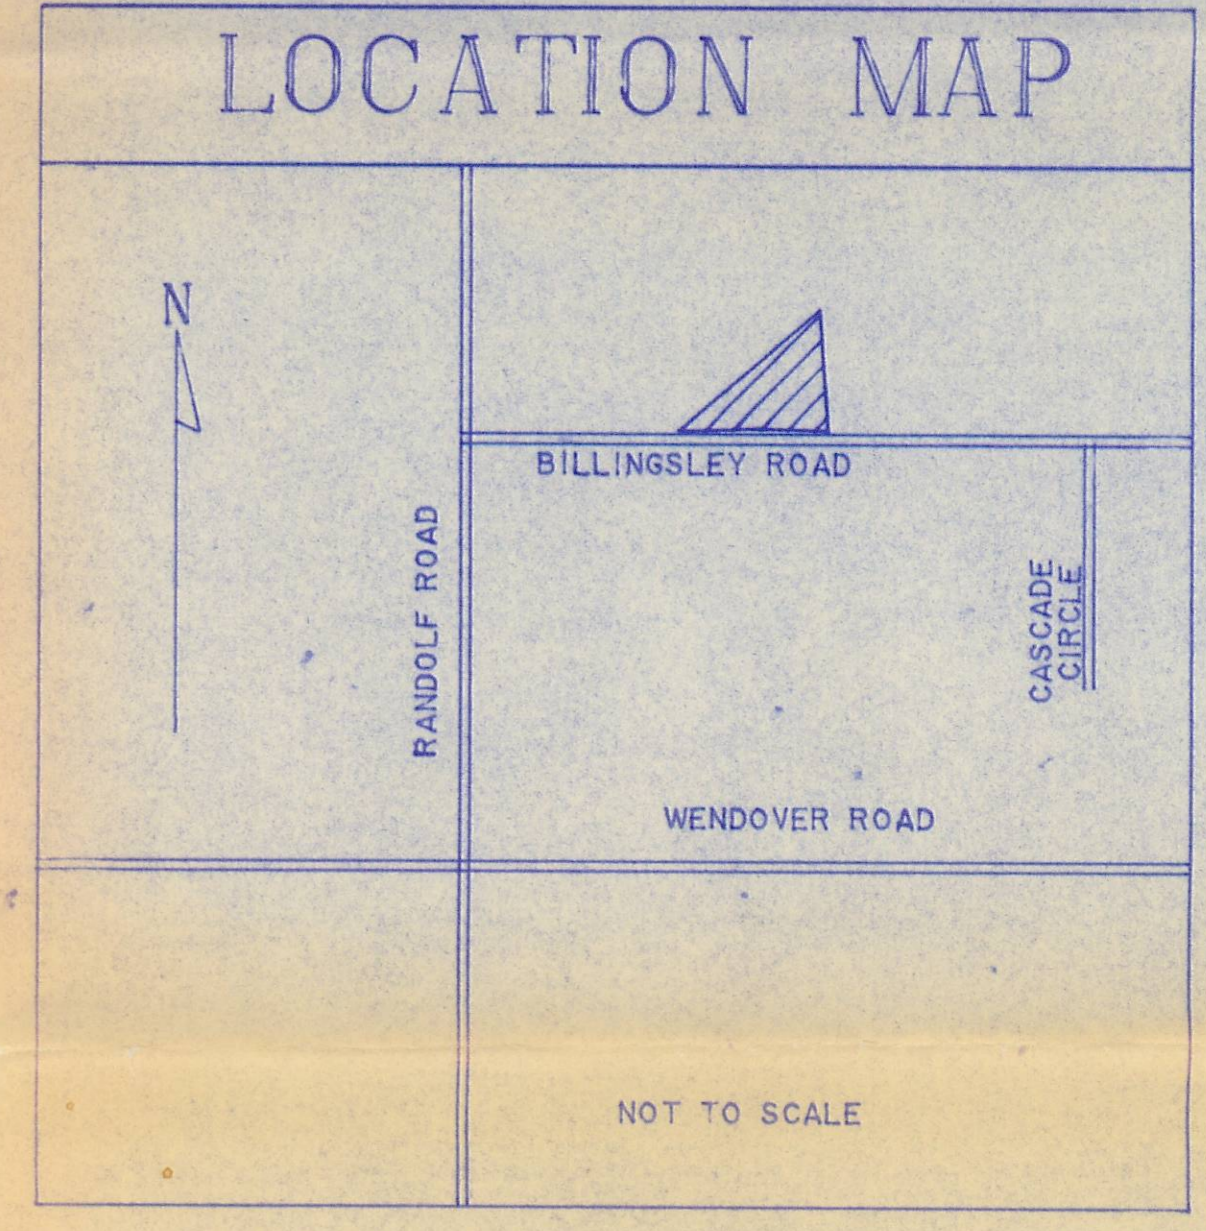 LOCATION MAP
N
BILLINGSLEY ROAD
RANDOLF ROAD
CASCADE
CIRCLE
WENDOVER ROAD
NOT TO SCALE